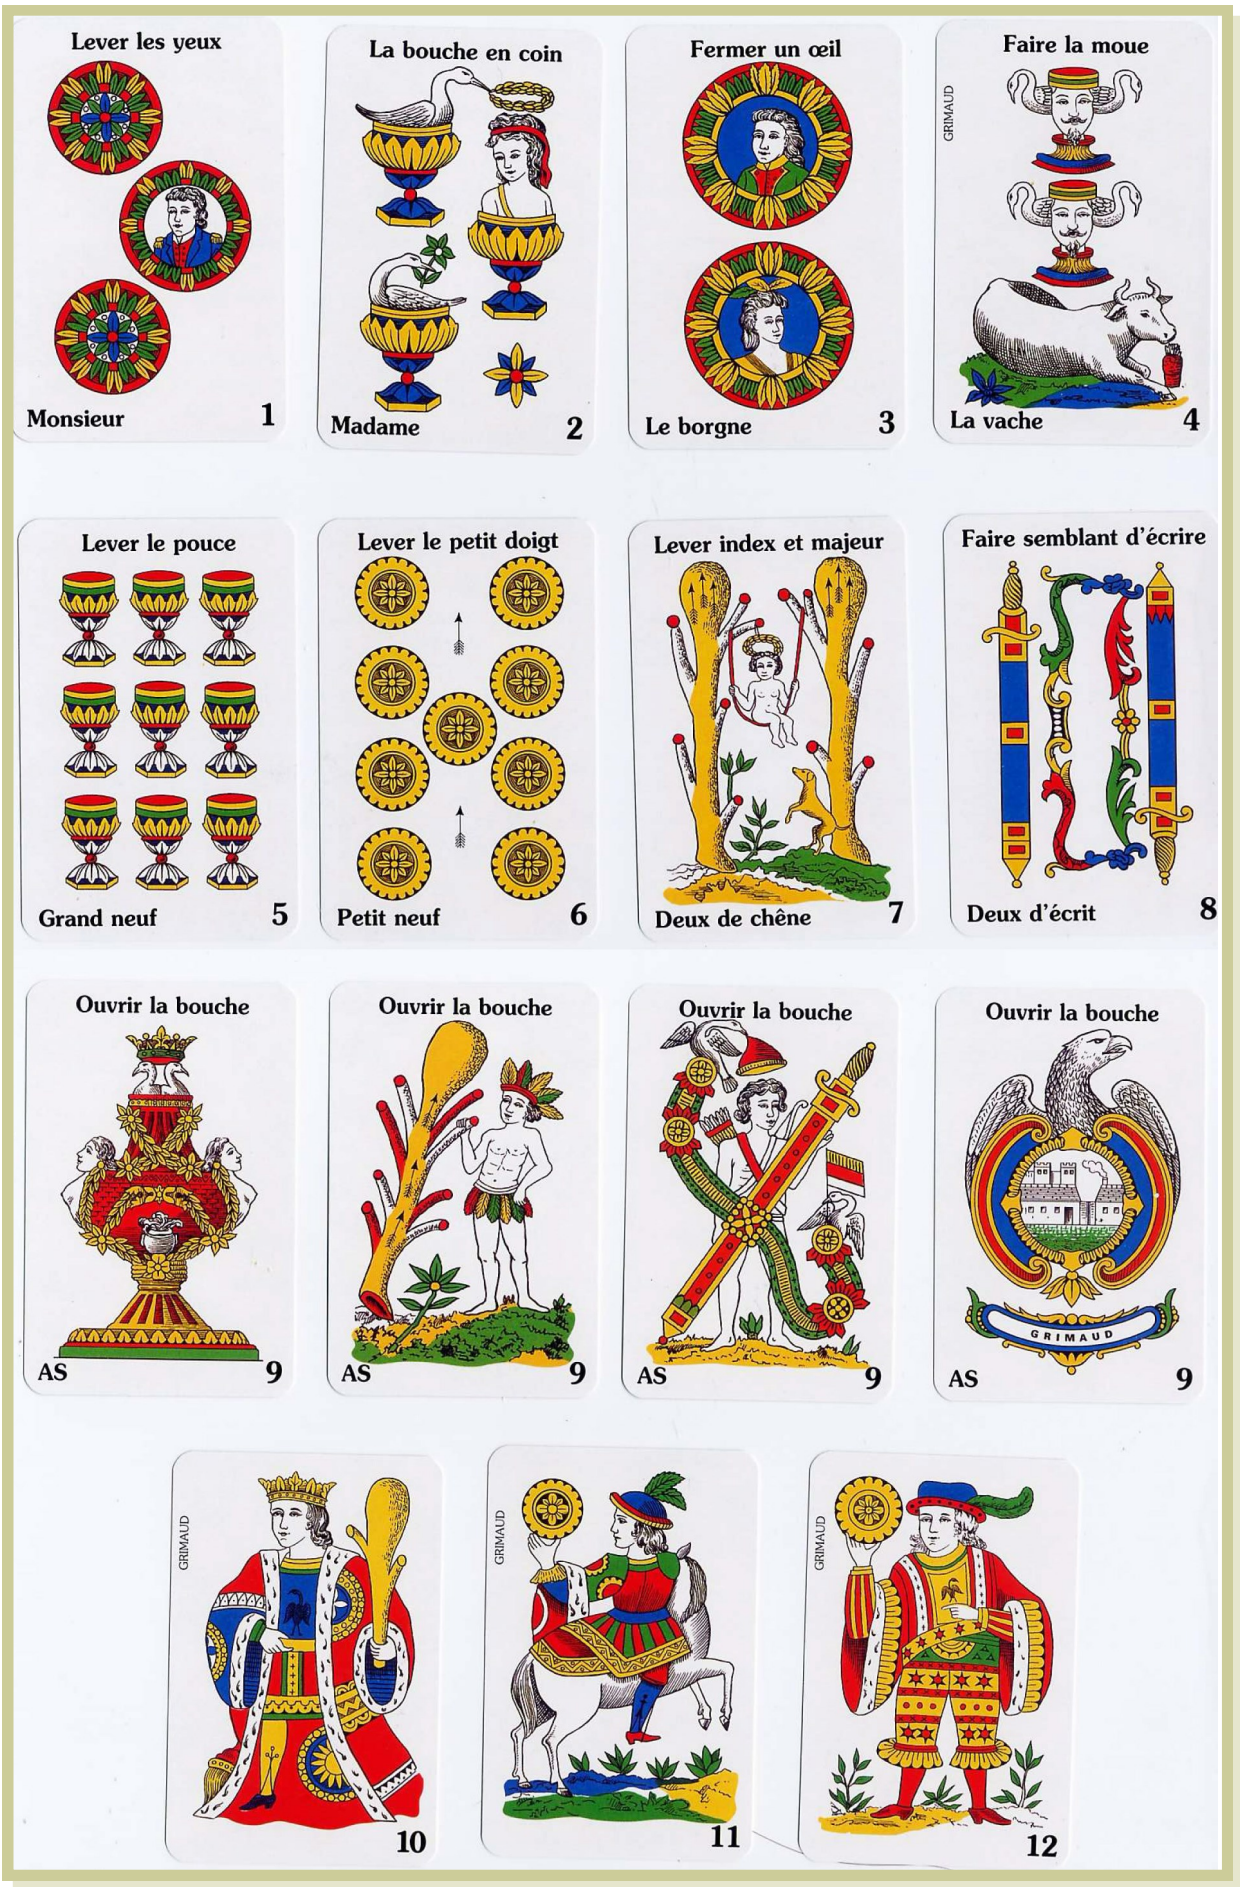 Lever les yeux
Monsieur 1
La bouche en coin
Madame 2
Fermer un œil
Le borgne 3
Faire la moue
GRIMAUD
La vache 4
Lever le pouce
Grand neuf 5
Lever le petit doigt
Petit neuf 6
Lever index et majeur
Deux de chêne 7
Faire semblant d'écrire
Deux d'écrit 8
Ouvrir la bouche
AS 9
Ouvrir la bouche
AS 9
Ouvrir la bouche
AS 9
Ouvrir la bouche
GRIMAUD
AS 9
GRIMAUD
10
GRIMAUD
11
GRIMAUD
12